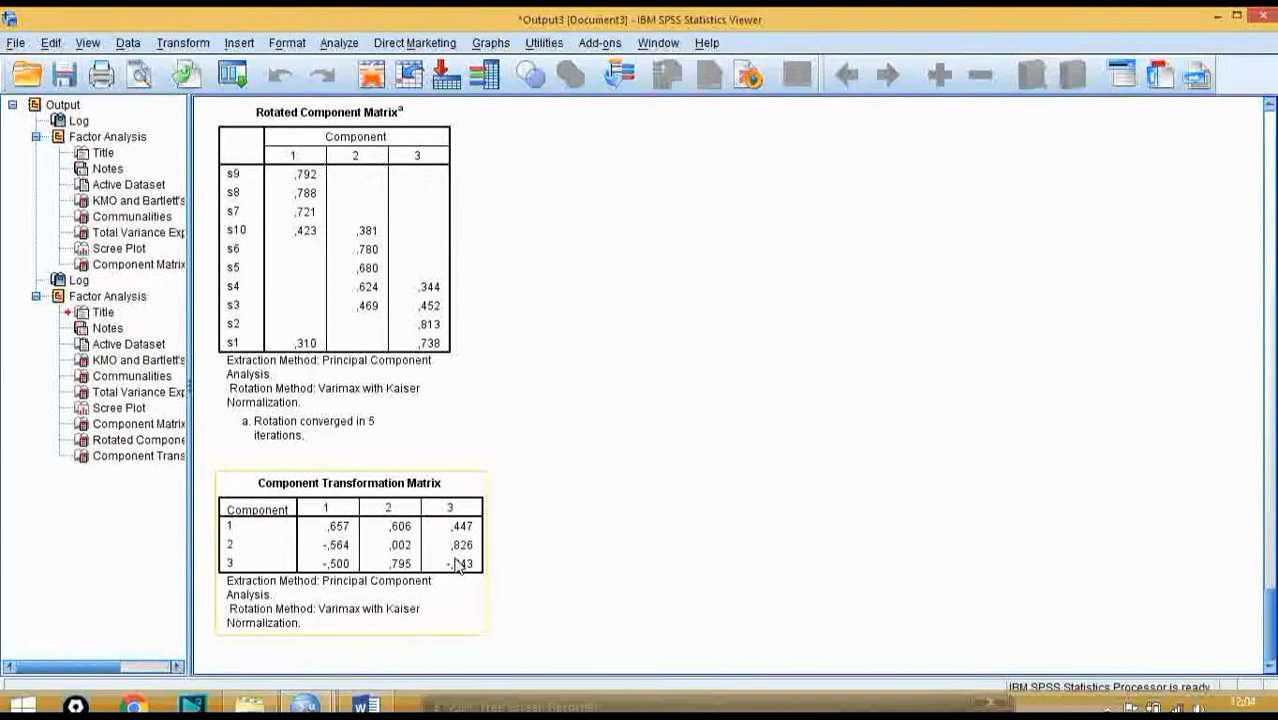 *Output3 [Document3] - IBM SPSS Statistics Viewer
File Edit View Data Transform Insert Format Analyze Direct Marketing Graphs Utilities Add-ons Window Help
Output
Log
Factor Analysis
Title
Notes
Active Dataset
KMO and Bartlett's
Communalities
Total Variance Exp
Scree Plot
Component Matrix
Log
Factor Analysis
Title
Notes
Active Dataset
KMO and Bartlett's
Communalities
Total Variance Exp
Scree Plot
Component Matrix
Rotated Compone
Component Trans
Rotated Component Matrixa
Component
1 2 3
s9 ,792
s8 ,788
s7 ,721
s10 ,423 ,381
s6 ,780
s5 ,680
s4 ,624 ,344
s3 ,469 ,452
s2 ,813
s1 ,310 ,738
Extraction Method: Principal Component
Analysis.
Rotation Method: Varimax with Kaiser
Normalization.
a. Rotation converged in 5
iterations.
Component Transformation Matrix
Component 1 2 3
1 ,657 ,606 ,447
2 -,564 ,002 ,826
3 -,500 ,795
Extraction Method: Principal Component
Analysis.
Rotation Method: Varimax with Kaiser
Normalization.
IBM SPSS Statistics Processor is ready
12:04